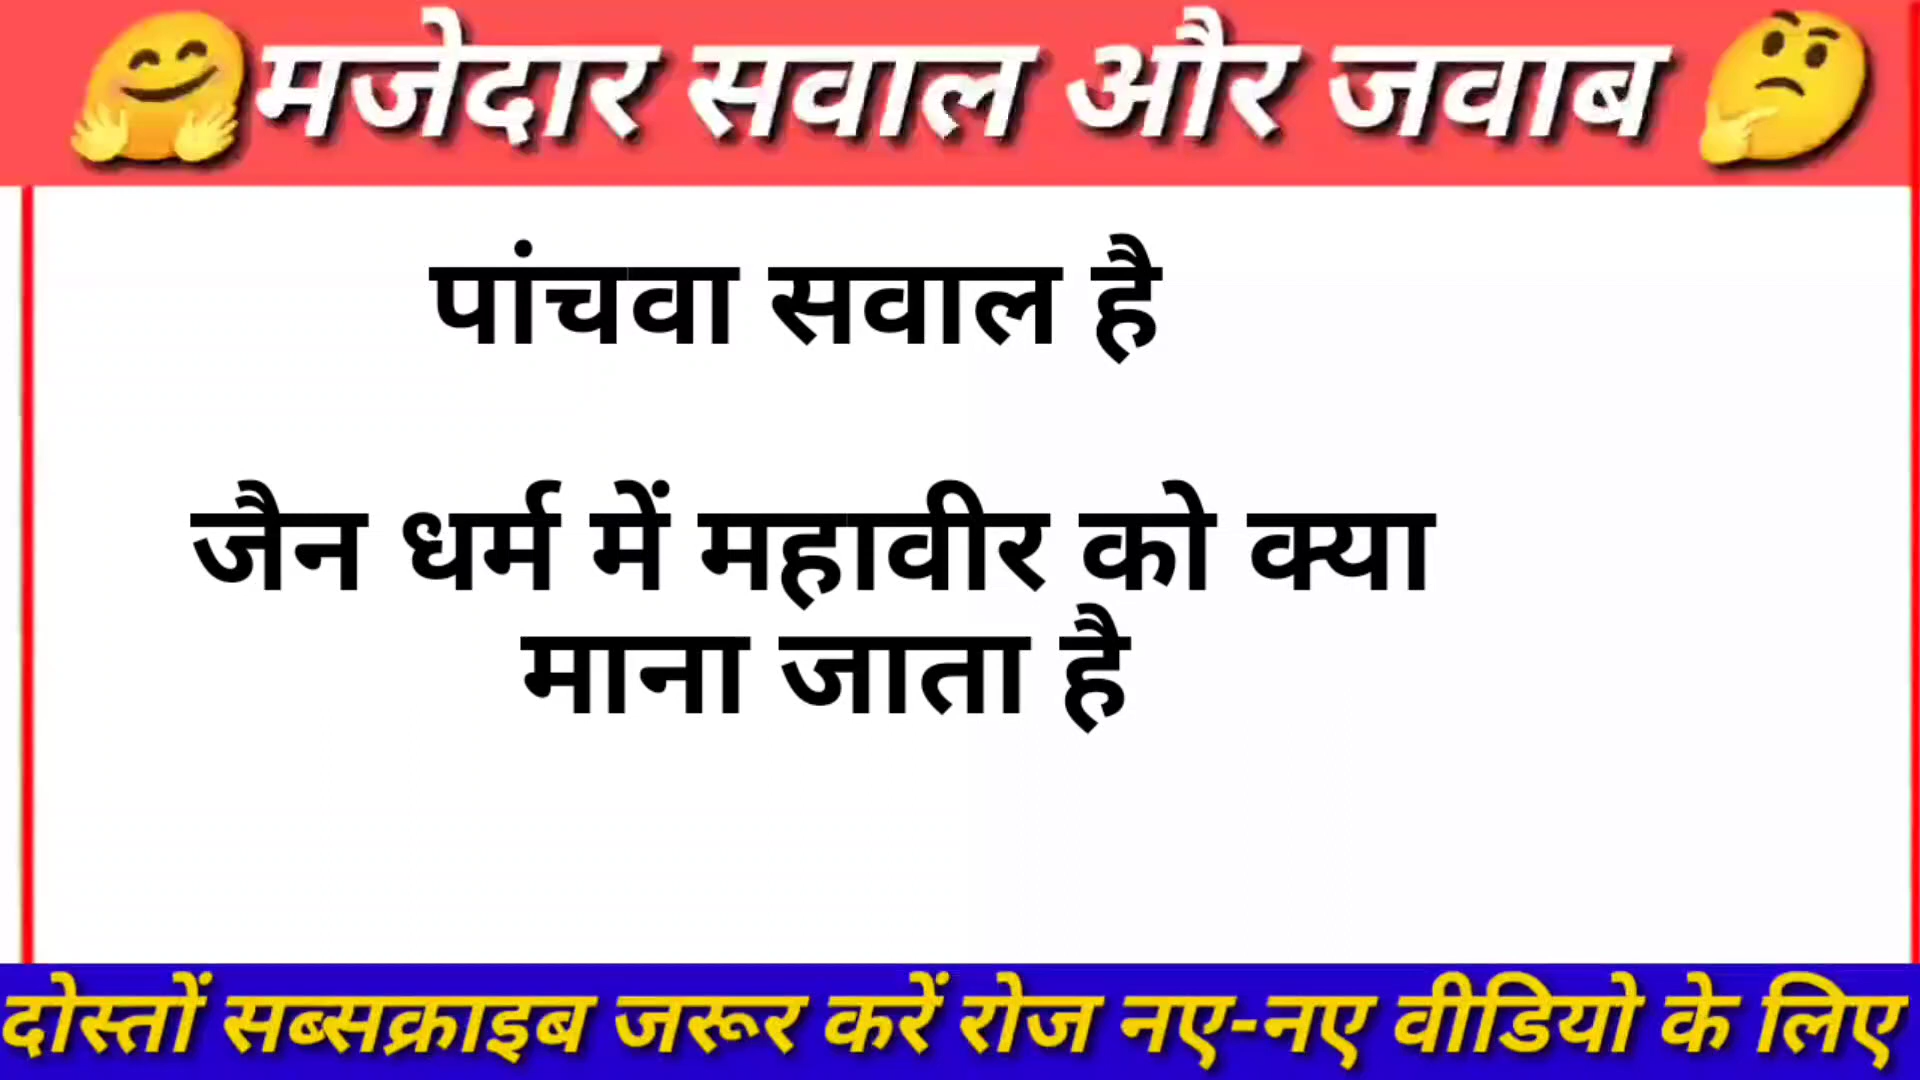 🤗मजेदार सवाल और जवाब 🤔
पांचवा सवाल है
जैन धर्म में महावीर को क्या
माना जाता है
दोस्तों सब्सक्राइब जरूर करें रोज नए-नए वीडियो के लिए